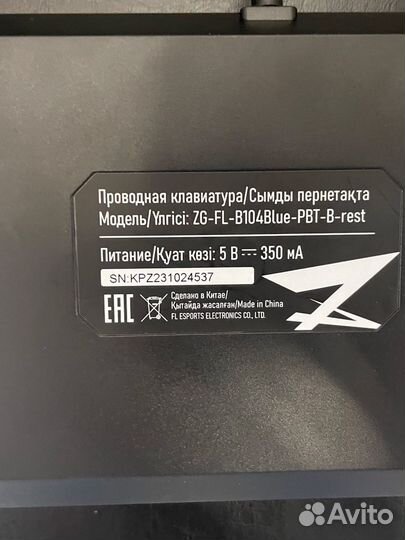 Проводная клавиатура/Сымды пернетақта
Модель/Үлгісі: ZG-FL-B104Blue-PBT-B-rest
Питание/Қуат көзі: 5 В 350 мА
SN:KPZ231024537
EAC
Сделано в Китае/
Қытайда жасалған/Made in China
FL ESPORTS ELECTRONICS CO., LTD.
Avito